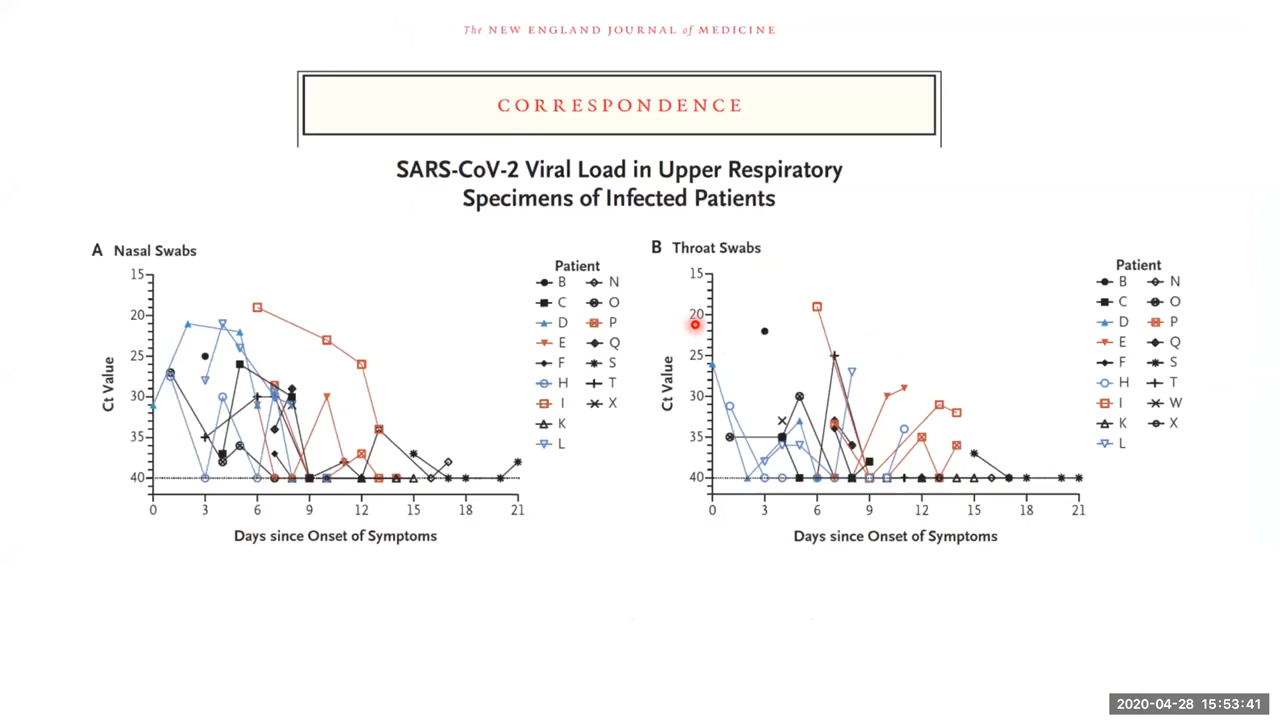 The NEW ENGLAND JOURNAL of MEDICINE
CORRESPONDENCE
SARS-CoV-2 Viral Load in Upper Respiratory
Specimens of Infected Patients
A Nasal Swabs
Ct Value
15
20
25
30
35
40
0 3 6 9 12 15 18 21
Days since Onset of Symptoms
Patient
B N
C O
D P
E Q
F S
H T
I X
K
L
B Throat Swabs
Ct Value
15
20
25
30
35
40
0 3 6 9 12 15 18 21
Days since Onset of Symptoms
Patient
B N
C O
D P
E Q
F S
H T
I W
K X
L
2020-04-28 15:53:41